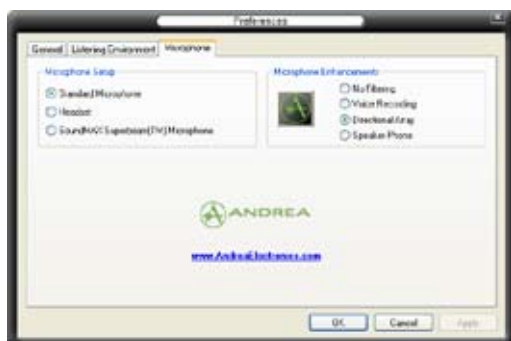 Preferences
General Listening Environment Microphone
Microphone Setup
Standard Microphone
Headset
SoundMAX Superbeam(TM) Microphone
Microphone Enhancements
No Filtering
Voice Recording
Directional Array
Speaker Phone
ANDREA
www.AndreaElectronics.com
OK Cancel Apply